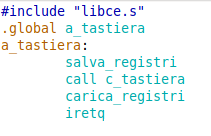 #include "libce.s"
.global a_tastiera
a_tastiera:
        salva_registri
        call c_tastiera
        carica_registri
        iretq